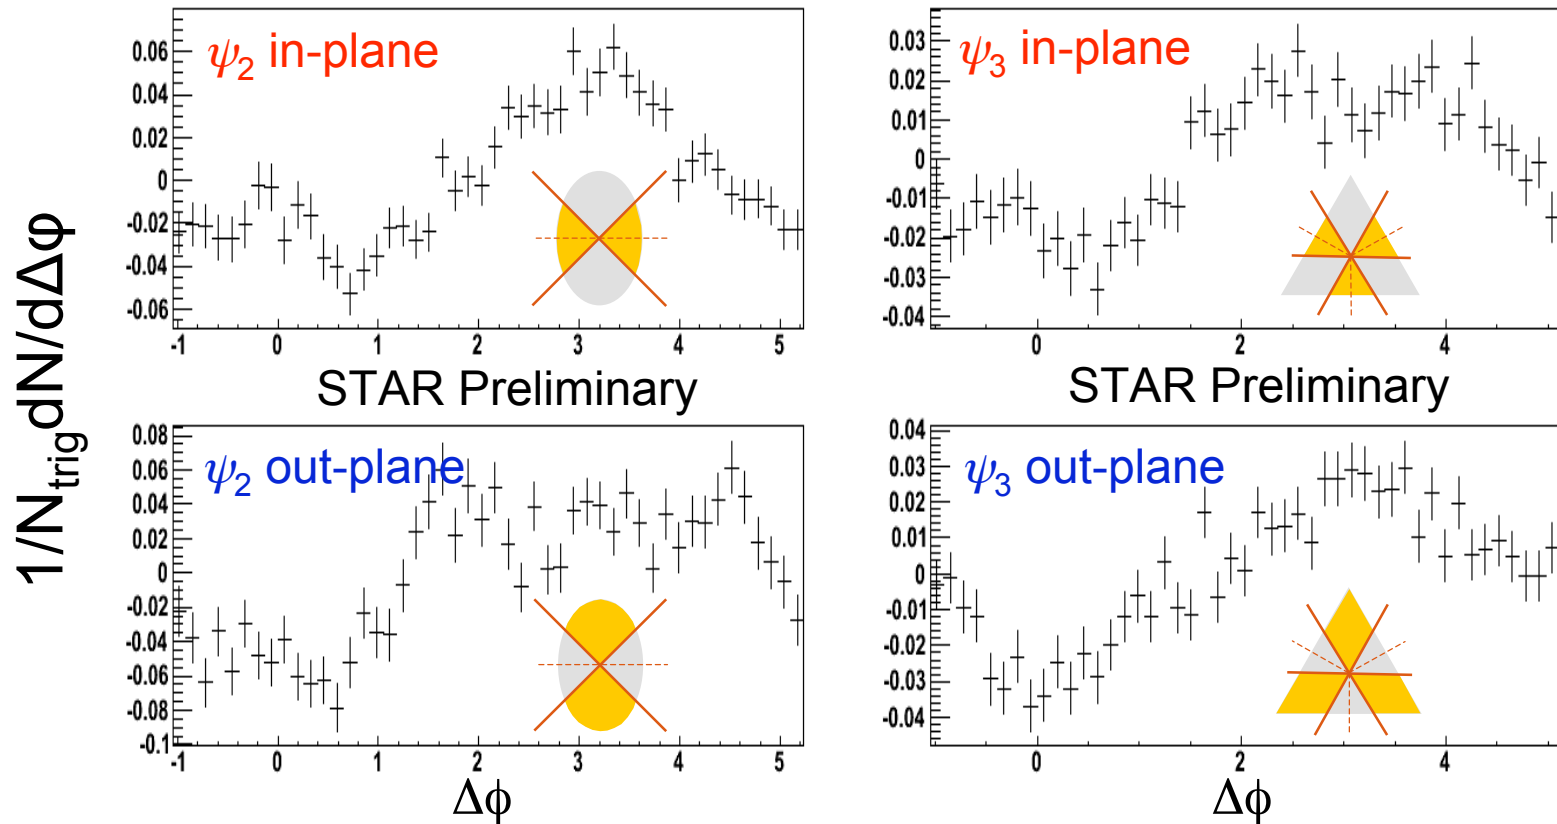 1/N_trig dN/dΔφ
ψ₂ in-plane
0.06
0.04
0.02
0
-0.02
-0.04
-0.06
-1 0 1 2 3 4 5
ψ₃ in-plane
0.03
0.02
0.01
0
-0.01
-0.02
-0.03
-0.04
0 2 4
STAR Preliminary
STAR Preliminary
ψ₂ out-plane
0.08
0.06
0.04
0.02
0
-0.02
-0.04
-0.06
-0.08
-0.1
-1 0 1 2 3 4 5
Δϕ
ψ₃ out-plane
0.04
0.03
0.02
0.01
0
-0.01
-0.02
-0.03
-0.04
0 2 4
Δϕ